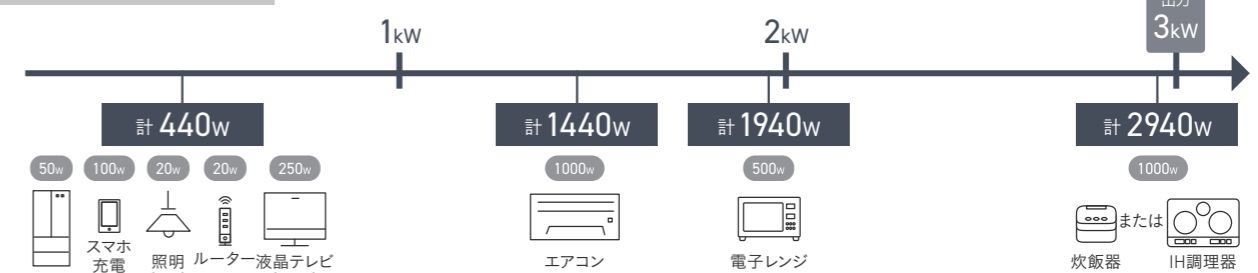 出力
1kW
2kW
3kW
計 440W
計 1440W
計 1940W
計 2940W
50w
100w
20w
20w
250w
1000w
500w
1000w
スマホ
充電
照明
ルーター
液晶テレビ
エアコン
電子レンジ
炊飯器
または
IH調理器